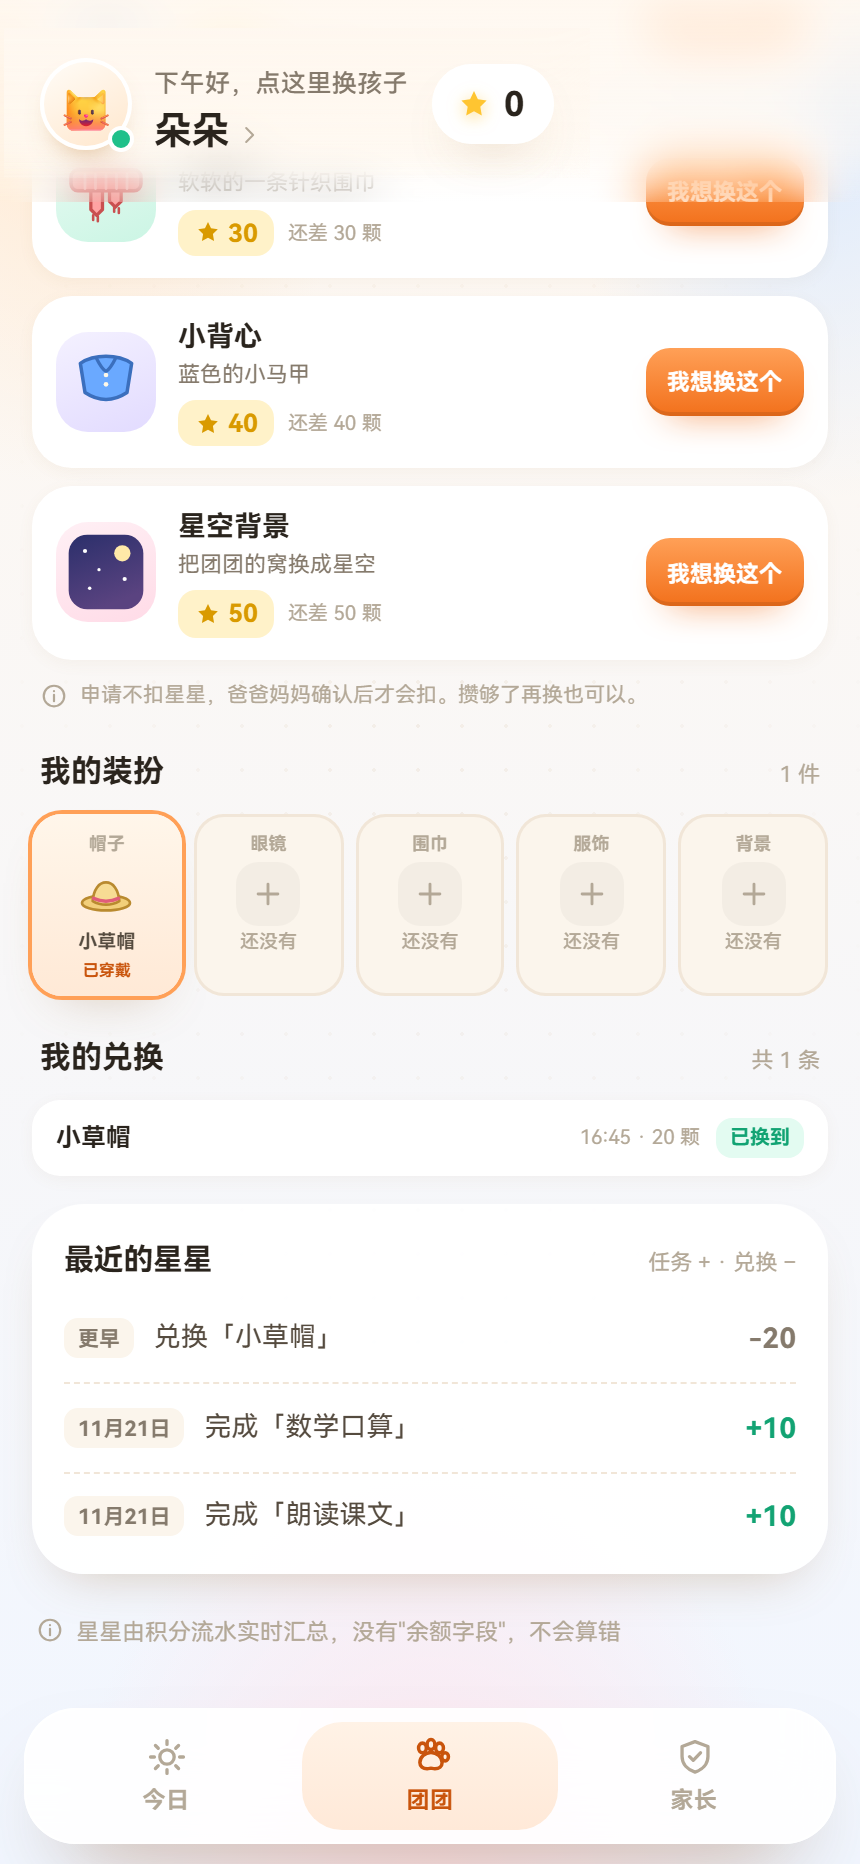 下午好，点这里换孩子
朵朵
0
软软的一条针织围巾
我想换这个
30 还差 30 颗
小背心
蓝色的小马甲
我想换这个
40 还差 40 颗
星空背景
把团团的窝换成星空
我想换这个
50 还差 50 颗
申请不扣星星，爸爸妈妈确认后才会扣。攒够了再换也可以。
我的装扮 1 件
帽子 眼镜 围巾 服饰 背景
小草帽 还没有 还没有 还没有 还没有
已穿戴
我的兑换 共 1 条
小草帽 16:45 · 20 颗 已换到
最近的星星 任务 + · 兑换 −
更早 兑换「小草帽」 −20
11月21日 完成「数学口算」 +10
11月21日 完成「朗读课文」 +10
星星由积分流水实时汇总，没有"余额字段"，不会算错
今日 团团 家长